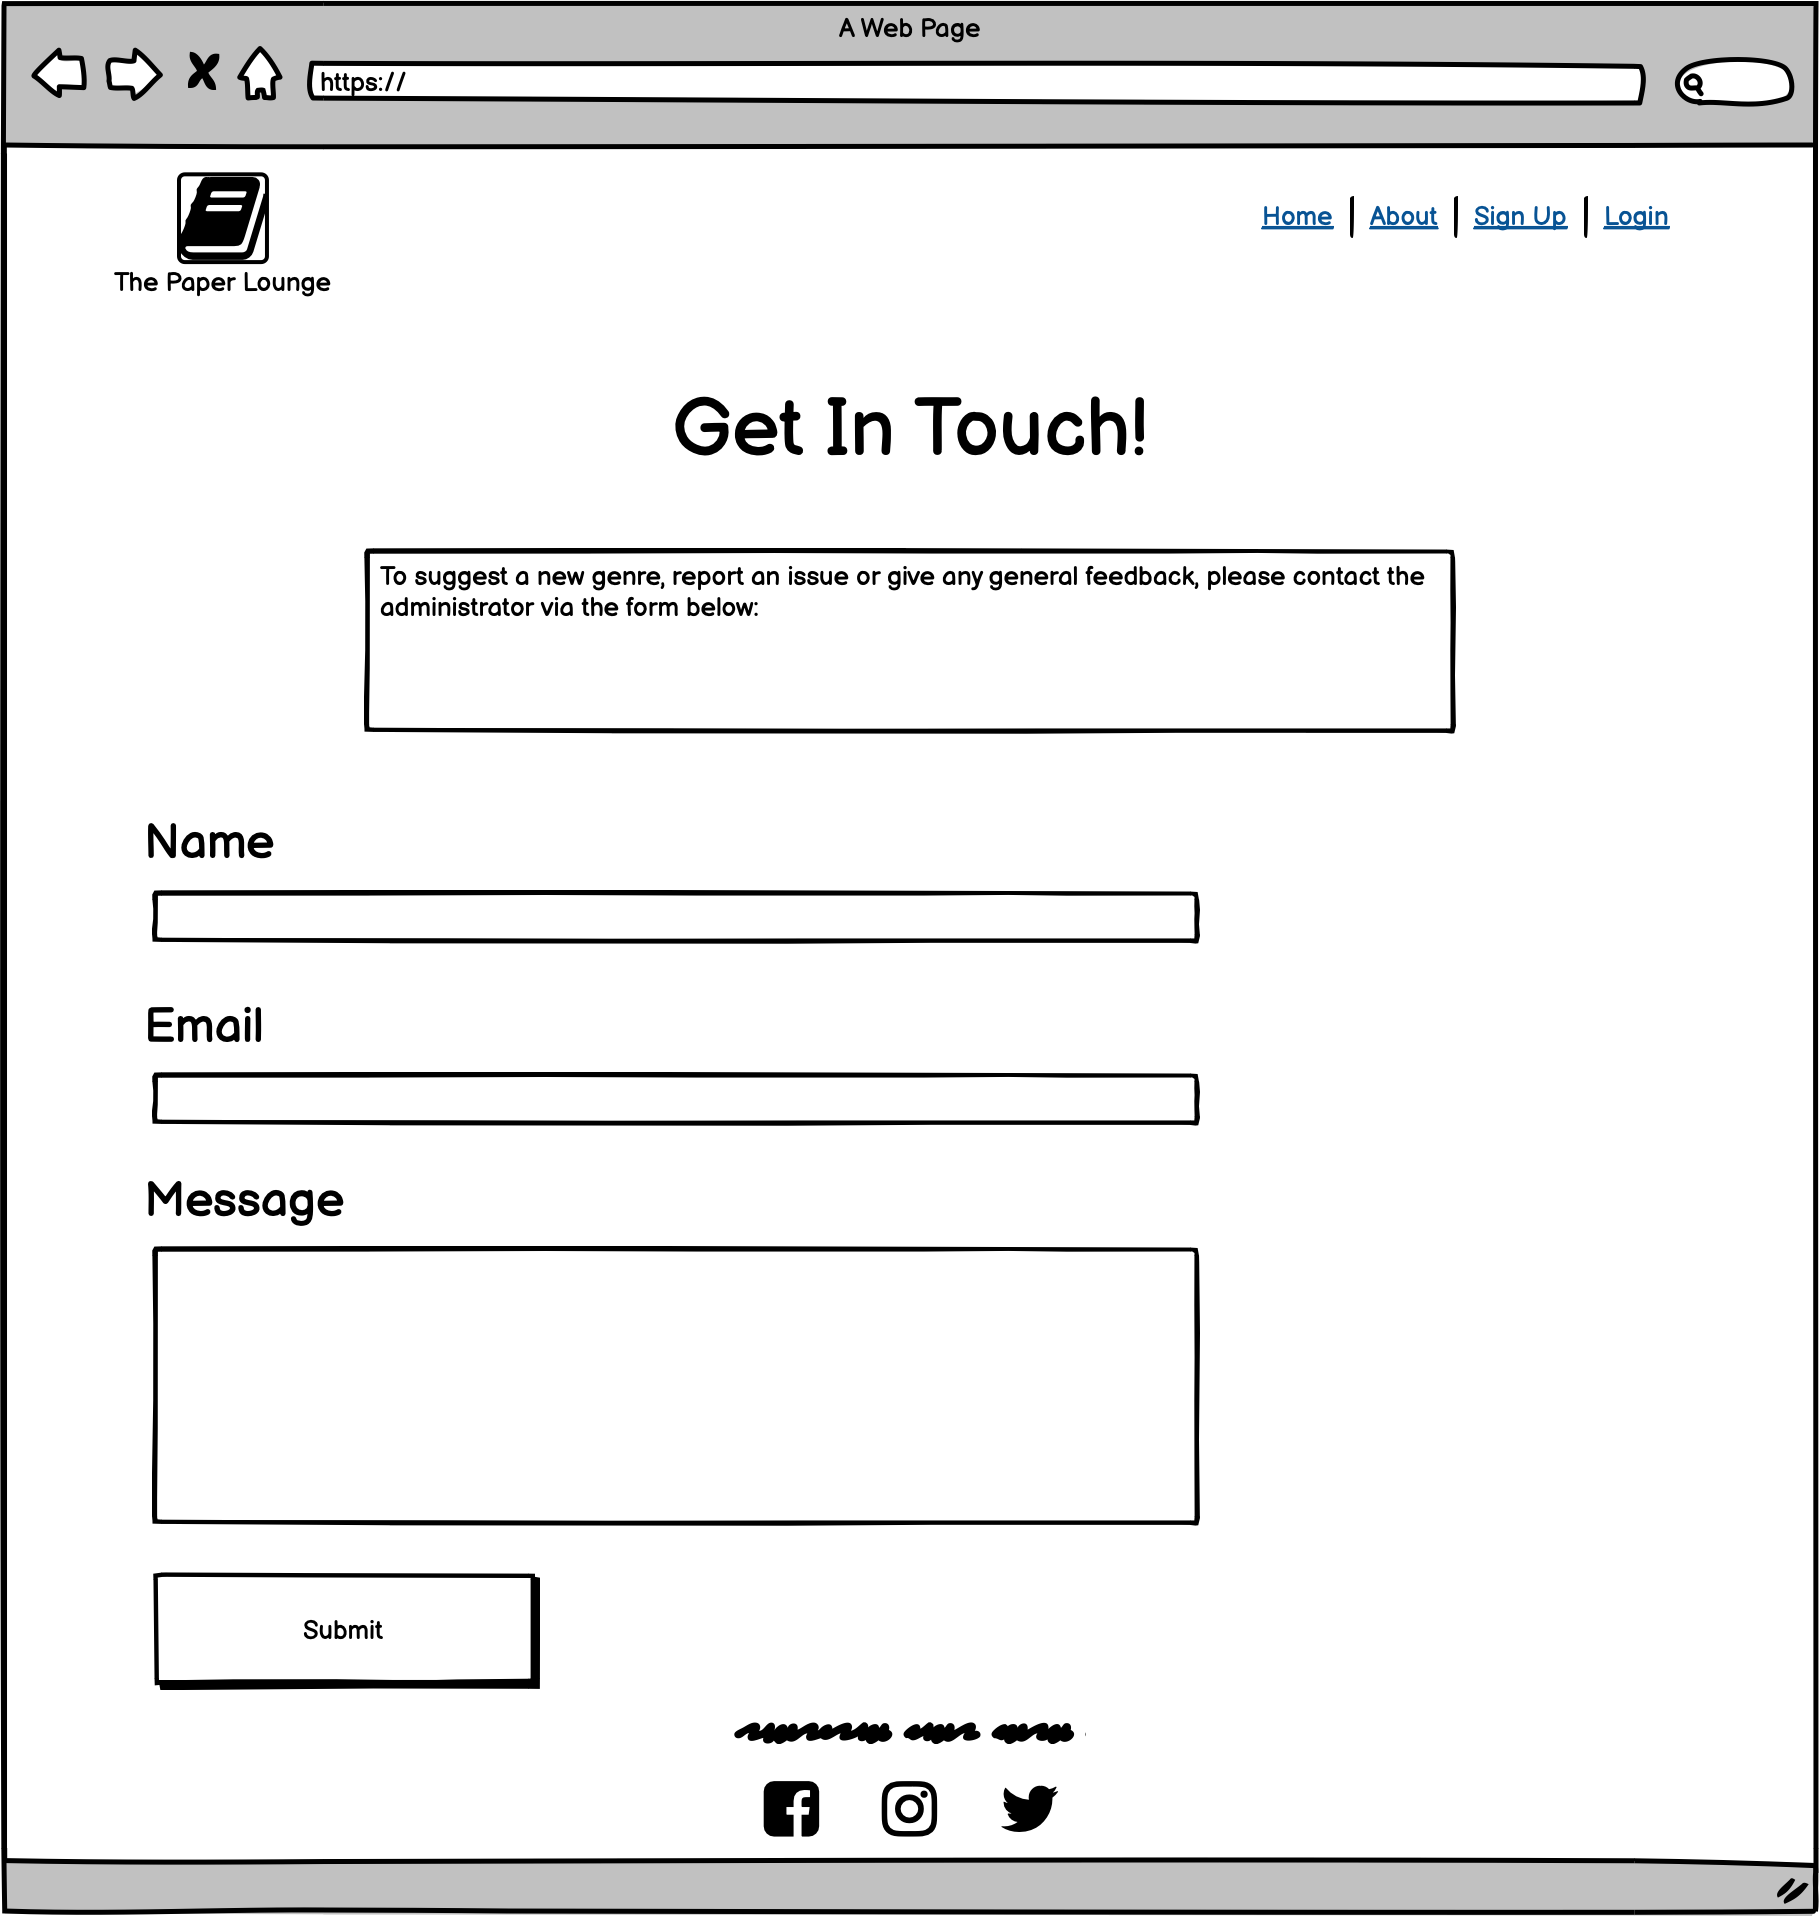 A Web Page
https://
The Paper Lounge
Home
About
Sign Up
Login
Get In Touch!
To suggest a new genre, report an issue or give any general feedback, please contact the
administrator via the form below:
Name
Email
Message
Submit